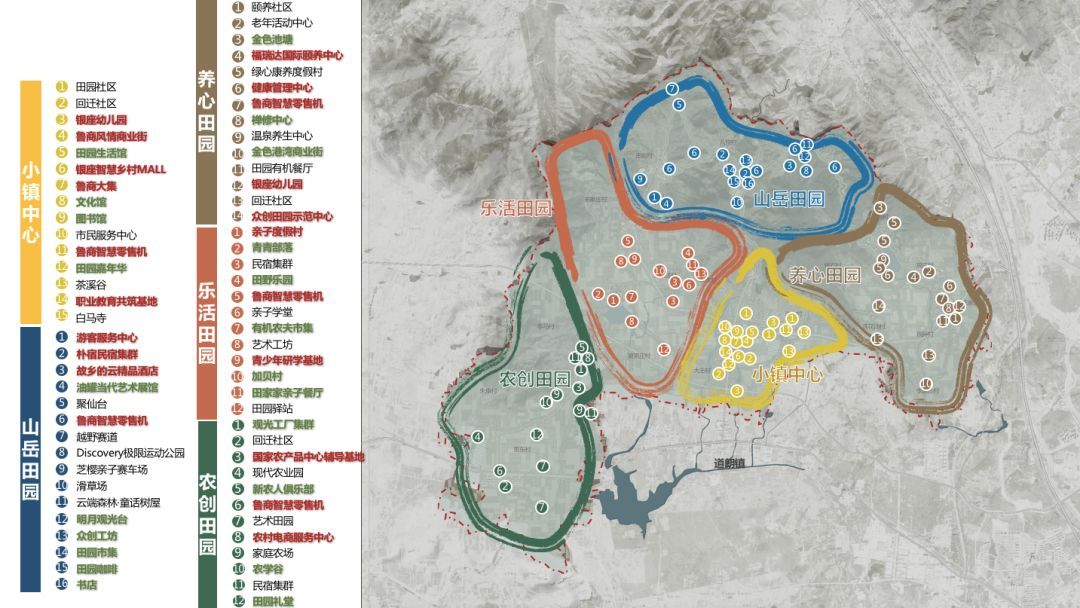 小镇中心
1 田园社区
2 回迁社区
3 银座幼儿园
4 鲁商风情商业街
5 田园生活馆
6 银座智慧乡村MALL
7 鲁商大集
8 文化馆
9 图书馆
10 市民服务中心
11 鲁商智慧零售机
12 田园嘉年华
13 茶溪谷
14 职业教育共筑基地
15 白马寺
山岳田园
1 游客服务中心
2 朴宿民宿集群
3 故乡的云精品酒店
4 油罐当代艺术展馆
5 聚仙台
6 鲁商智慧零售机
7 越野赛道
8 Discovery极限运动公园
9 芝樱亲子赛车场
10 滑草场
11 云端森林·童话树屋
12 明月观光台
13 众创工坊
14 田园市集
15 田园咖啡
16 书店
养心田园
1 颐养社区
2 老年活动中心
3 金色池塘
4 福瑞达国际颐养中心
5 绿心康养度假村
6 健康管理中心
7 鲁商智慧零售机
8 禅修中心
9 温泉养生中心
10 金色港湾商业街
11 田园有机餐厅
12 银座幼儿园
13 回迁社区
14 众创田园示范中心
乐活田园
1 亲子度假村
2 青青部落
3 民宿集群
4 田野乐园
5 鲁商智慧零售机
6 亲子学堂
7 有机农夫市集
8 艺术工坊
9 青少年研学基地
10 加贝村
11 田家家亲子餐厅
12 田园驿站
农创田园
1 观光工厂集群
2 回迁社区
3 国家农产品中心辅导基地
4 现代农业园
5 新农人俱乐部
6 鲁商智慧零售机
7 艺术田园
8 农村电商服务中心
9 家庭农场
10 农学谷
11 民宿集群
12 田园礼堂
山岳田园
乐活田园
养心田园
小镇中心
农创田园
道朗镇